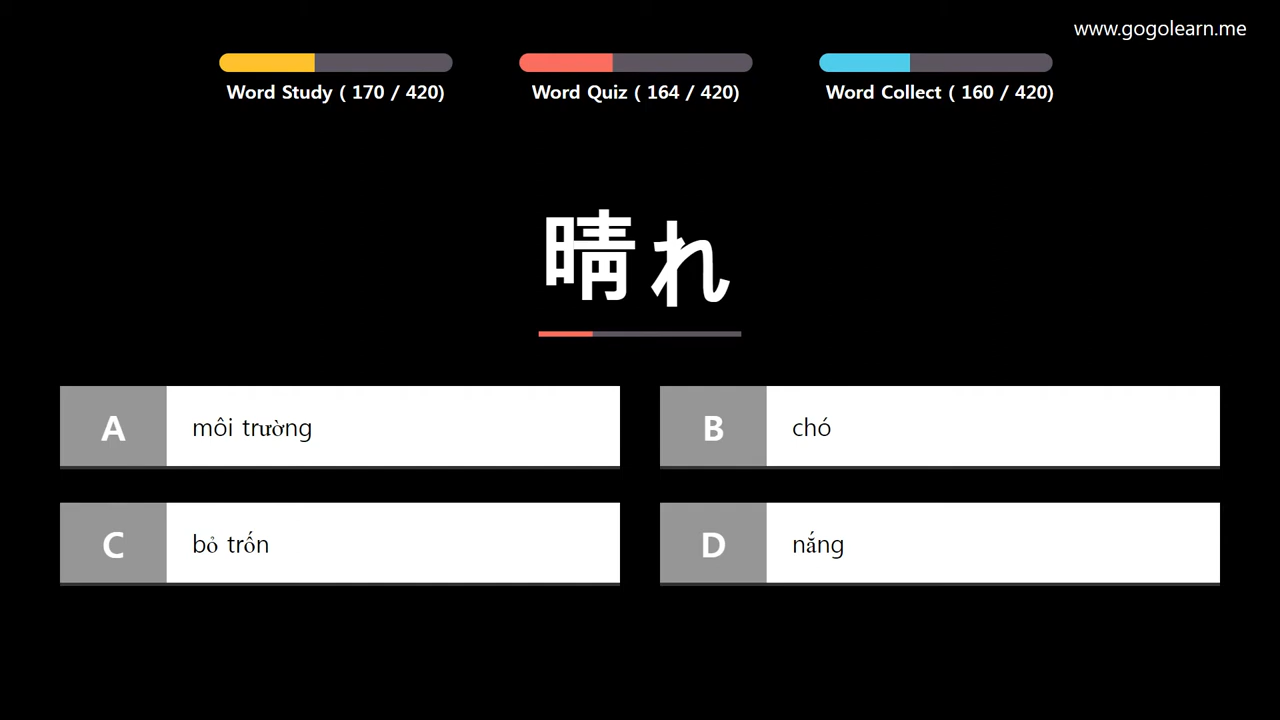 www.gogolearn.me
Word Study ( 170 / 420)
Word Quiz ( 164 / 420)
Word Collect ( 160 / 420)
晴れ
A môi trường
B chó
C bỏ trốn
D nắng